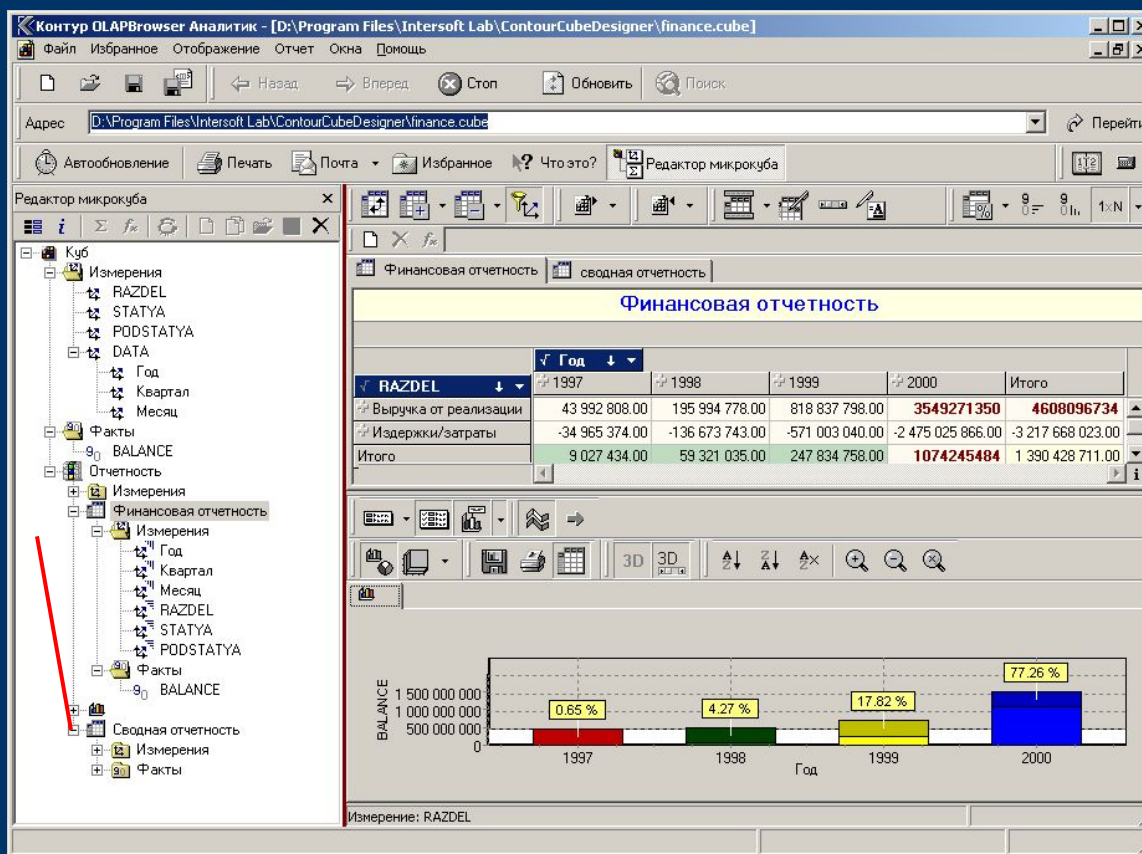 Контур OLAPBrowser Аналитик - [D:\Program Files\Intersoft Lab\ContourCubeDesigner\finance.cube]
Файл Избранное Отображение Отчет Окна Помощь
Назад Вперед Стоп Обновить Поиск
Адрес D:\Program Files\Intersoft Lab\ContourCubeDesigner\finance.cube Перейти
Автообновление Печать Почта Избранное Что это? Редактор микрокуба
Редактор микрокуба
Куб
Измерения
RAZDEL
STATYA
PODSTATYA
DATA
Год
Квартал
Месяц
Факты
BALANCE
Отчетность
Измерения
Финансовая отчетность
Измерения
Год
Квартал
Месяц
RAZDEL
STATYA
PODSTATYA
Факты
BALANCE
Сводная отчетность
Измерения
Факты
1×N
Финансовая отчетность сводная отчетность
Финансовая отчетность
Год
RAZDEL 1997 1998 1999 2000 Итого
Выручка от реализации 43 992 808.00 195 994 778.00 818 837 798.00 3549271350 4608096734
Издержки/затраты -34 965 374.00 -136 673 743.00 -571 003 040.00 -2 475 025 866.00 -3 217 668 023.00
Итого 9 027 434.00 59 321 035.00 247 834 758.00 1074245484 1 390 428 711.00
3D 3D
BALANCE
1 500 000 000
1 000 000 000
500 000 000
0
0.65 % 4.27 % 17.82 % 77.26 %
1997 1998 1999 2000
Год
Измерение: RAZDEL